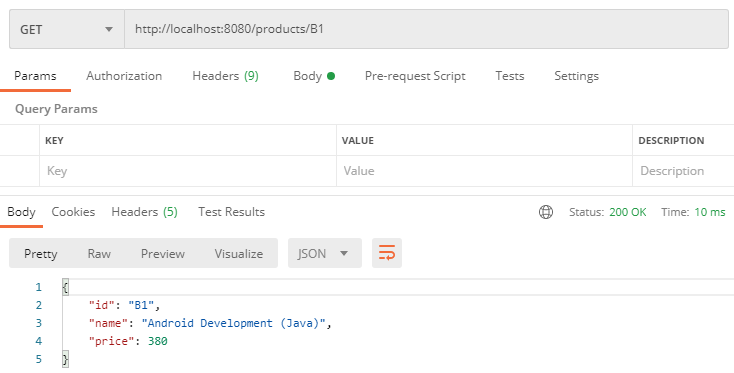 GET http://localhost:8080/products/B1
Params Authorization Headers (9) Body Pre-request Script Tests Settings
Query Params
KEY VALUE DESCRIPTION
Key Value Description
Body Cookies Headers (5) Test Results Status: 200 OK Time: 10 ms
Pretty Raw Preview Visualize JSON
1 {
2 "id": "B1",
3 "name": "Android Development (Java)",
4 "price": 380
5 }